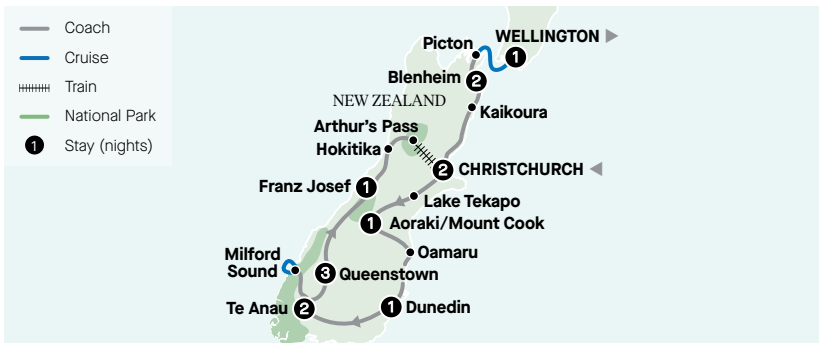 Coach
Cruise
Train
National Park
1 Stay (nights)
WELLINGTON
1
Picton
Blenheim 2
NEW ZEALAND
Kaikoura
Arthur's Pass
Hokitika
2 CHRISTCHURCH
Franz Josef 1
Lake Tekapo
1 Aoraki/Mount Cook
Oamaru
Milford
Sound
3 Queenstown
Te Anau 2
1 Dunedin